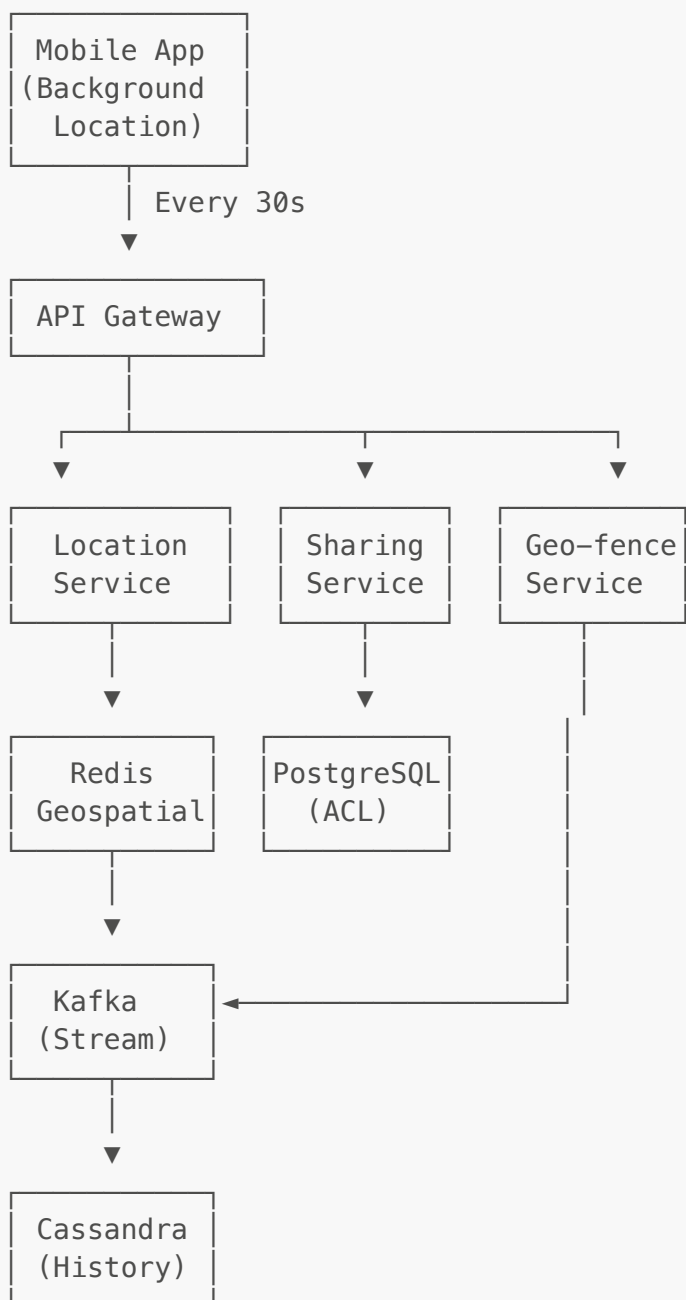 Mobile App
(Background
Location)
Every 30s
API Gateway
Location
Service
Sharing
Service
Geo-fence
Service
Redis
Geospatial
PostgreSQL
(ACL)
Kafka
(Stream)
Cassandra
(History)